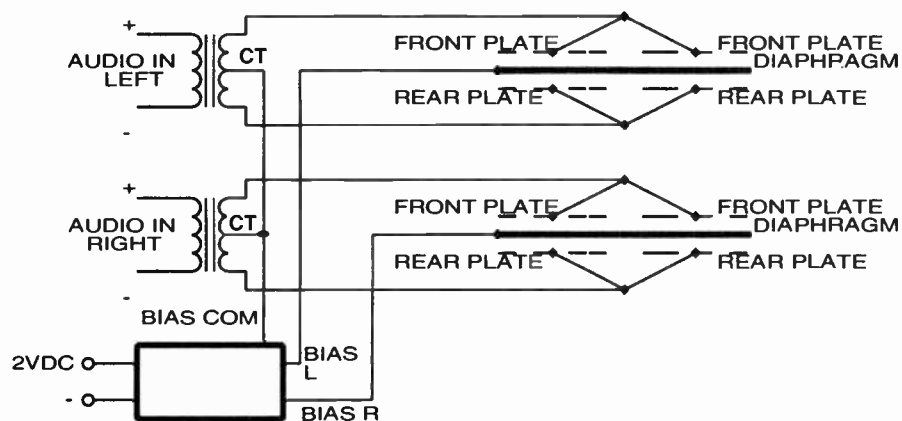 +
AUDIO IN
LEFT
-
CT
FRONT PLATE
FRONT PLATE
DIAPHRAGM
REAR PLATE
REAR PLATE
+
AUDIO IN
RIGHT
-
CT
FRONT PLATE
FRONT PLATE
DIAPHRAGM
REAR PLATE
REAR PLATE
BIAS COM
2VDC
-
BIAS
L
BIAS R